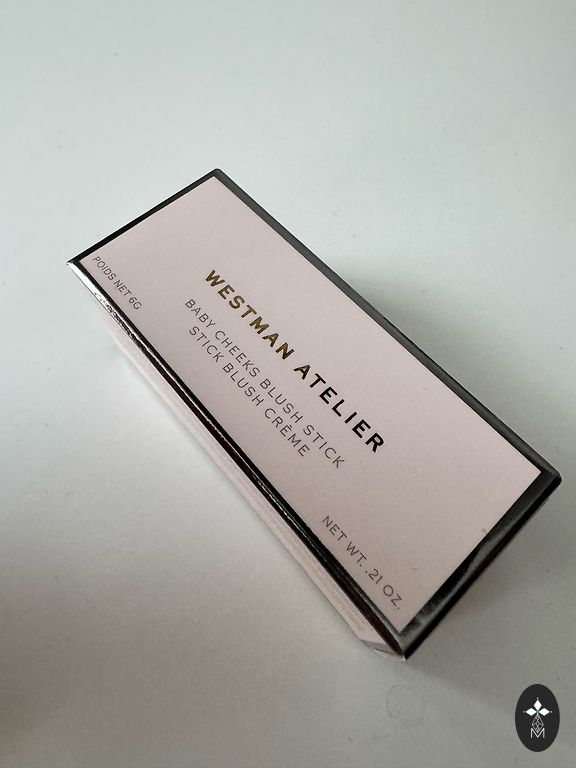 WESTMAN ATELIER
BABY CHEEKS BLUSH STICK
STICK BLUSH CRÈME
POIDS NET 6G
NET WT. .21 OZ.
M